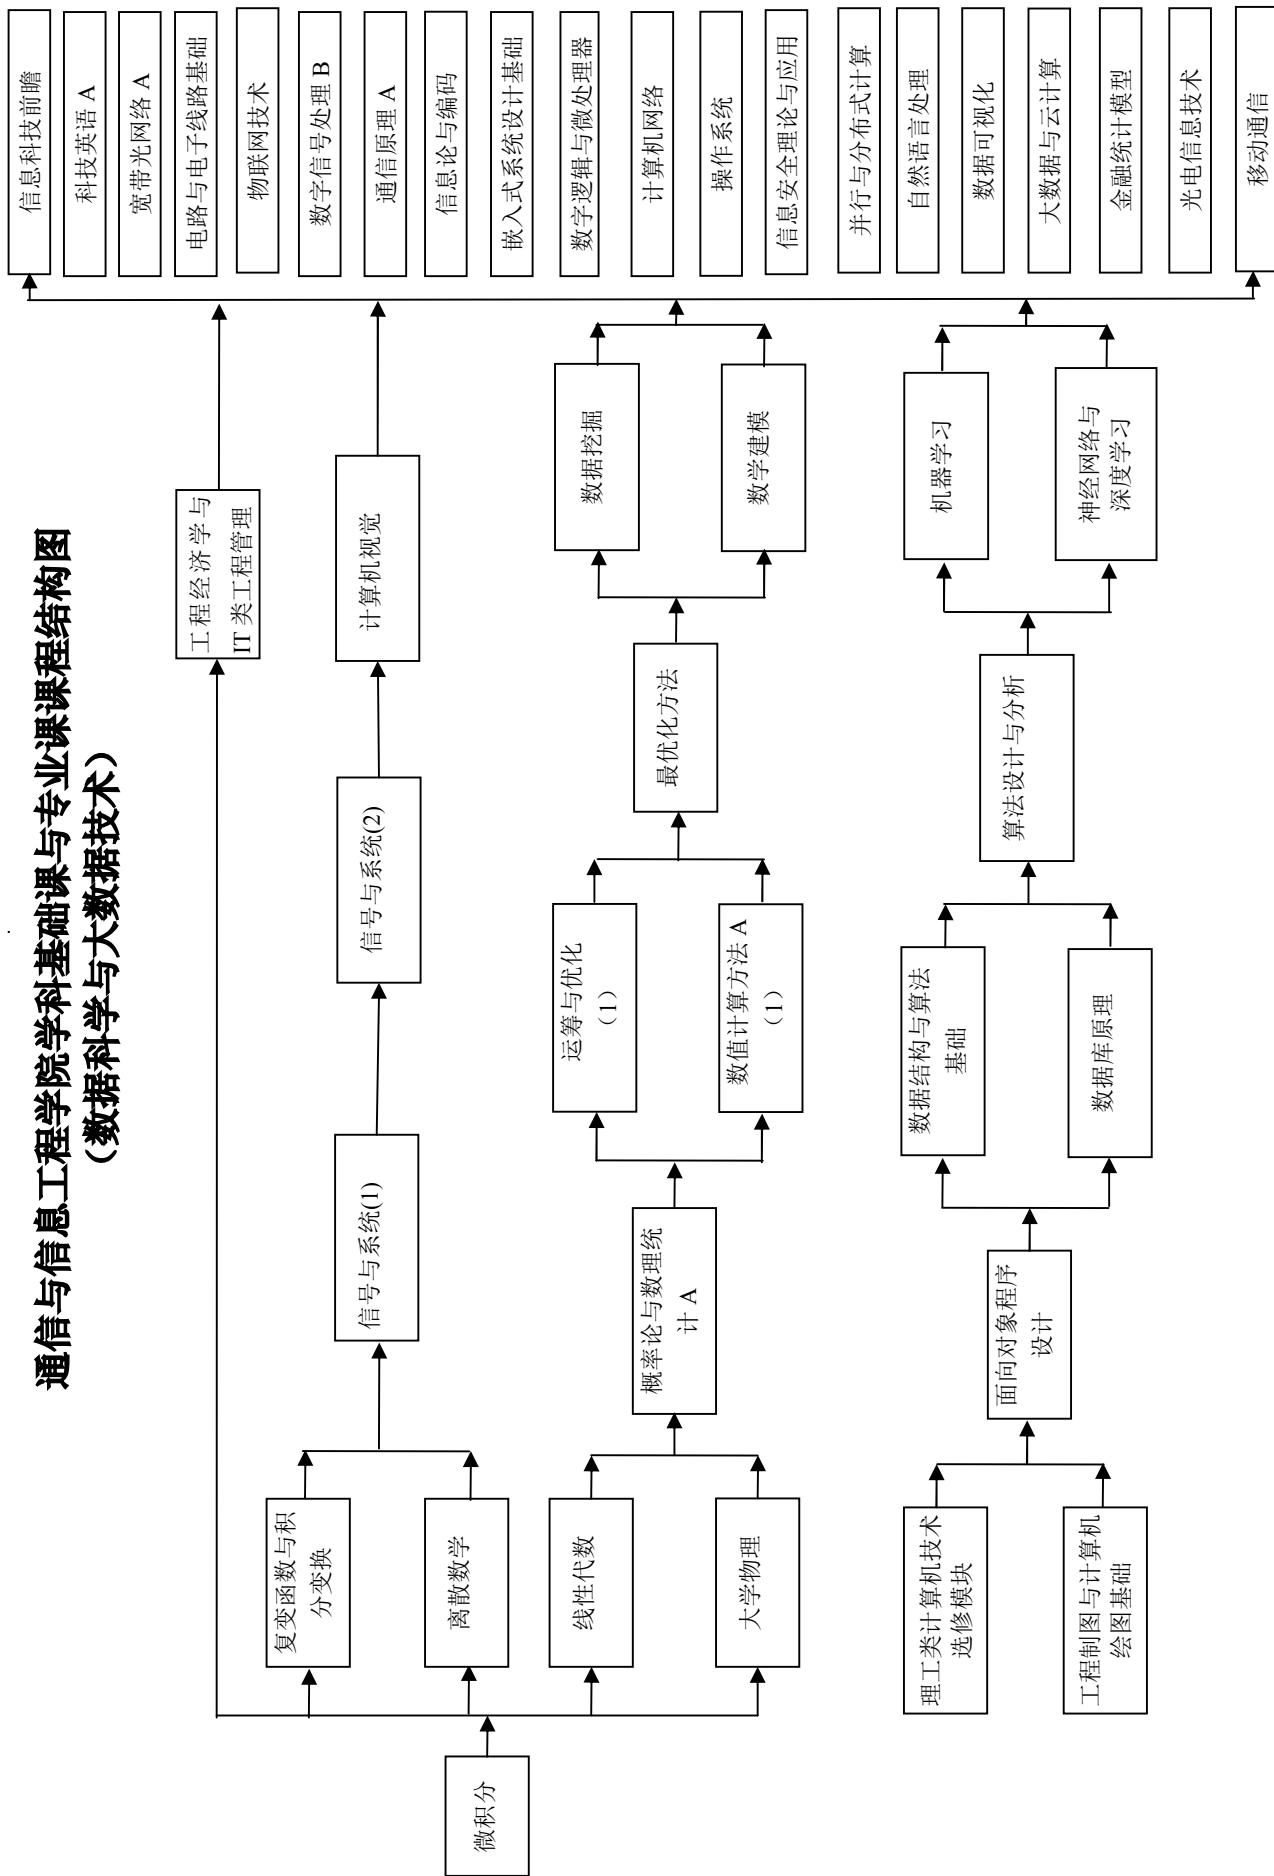 通信与信息工程学院学科基础课与专业课课程结构图
（数据科学与大数据技术）
微积分
复变函数与积
分变换
离散数学
线性代数
大学物理
理工类计算机技术
选修模块
工程制图与计算机
绘图基础
信号与系统(1)
概率论与数理统
计 A
面向对象程序
设计
信号与系统(2)
运筹与优化
（1）
数值计算方法 A
（1）
数据结构与算法
基础
数据库原理
工程经济学与
IT 类工程管理
计算机视觉
最优化方法
算法设计与分析
数据挖掘
数学建模
机器学习
神经网络与
深度学习
信息科技前瞻
科技英语 A
宽带光网络 A
电路与电子线路基础
物联网技术
数字信号处理 B
通信原理 A
信息论与编码
嵌入式系统设计基础
数字逻辑与微处理器
计算机网络
操作系统
信息安全理论与应用
并行与分布式计算
自然语言处理
数据可视化
大数据与云计算
金融统计模型
光电信息技术
移动通信